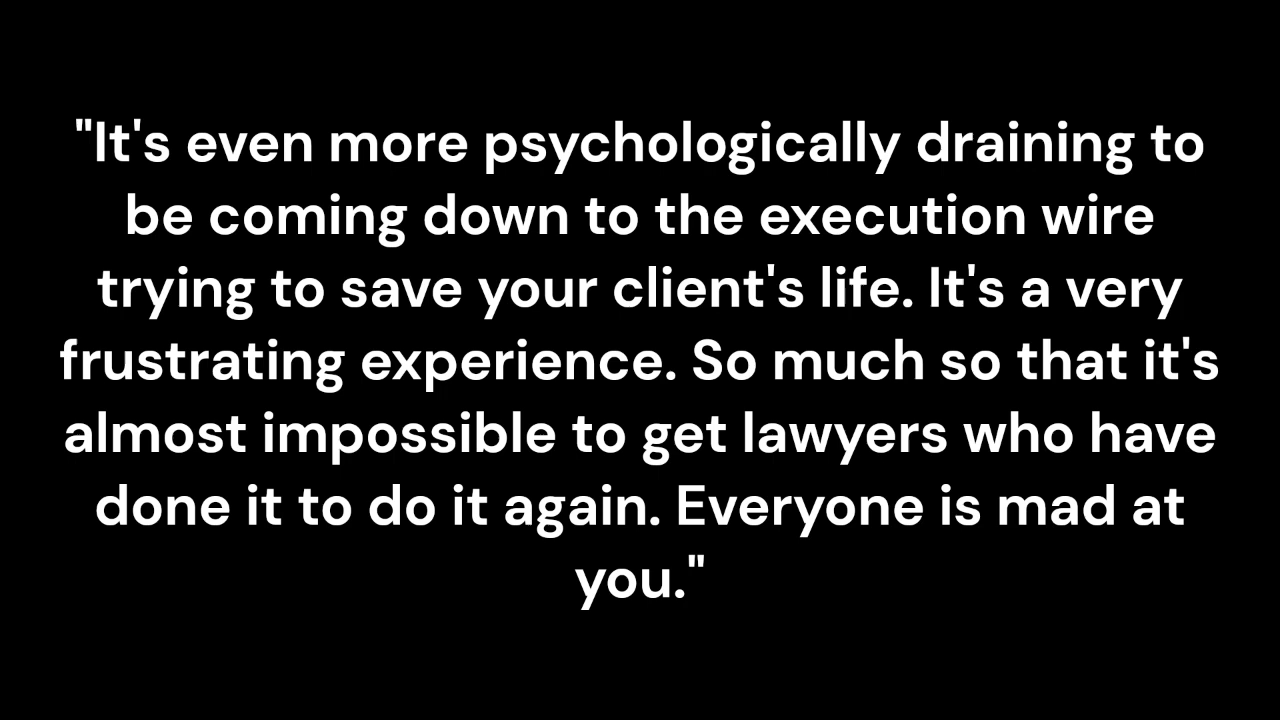 "It's even more psychologically draining to
be coming down to the execution wire
trying to save your client's life. It's a very
frustrating experience. So much so that it's
almost impossible to get lawyers who have
done it to do it again. Everyone is mad at
you."